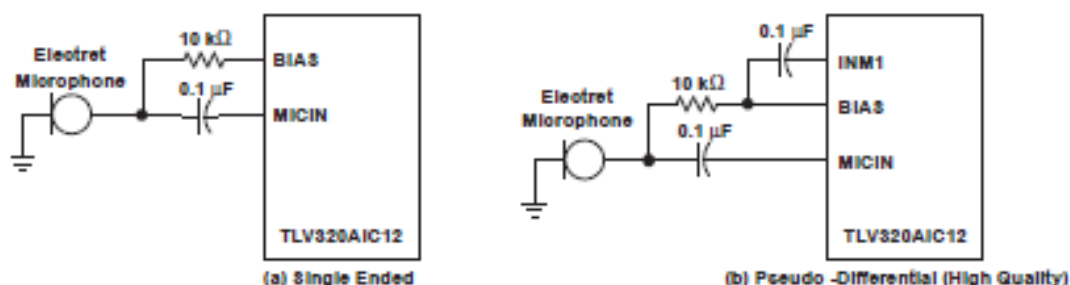 Electret
Microphone
10 kΩ
0.1 µF
BIAS
MICIN
TLV320AIC12
(a) Single Ended
Electret
Microphone
10 kΩ
0.1 µF
0.1 µF
INM1
BIAS
MICIN
TLV320AIC12
(b) Pseudo -Differential (High Quality)